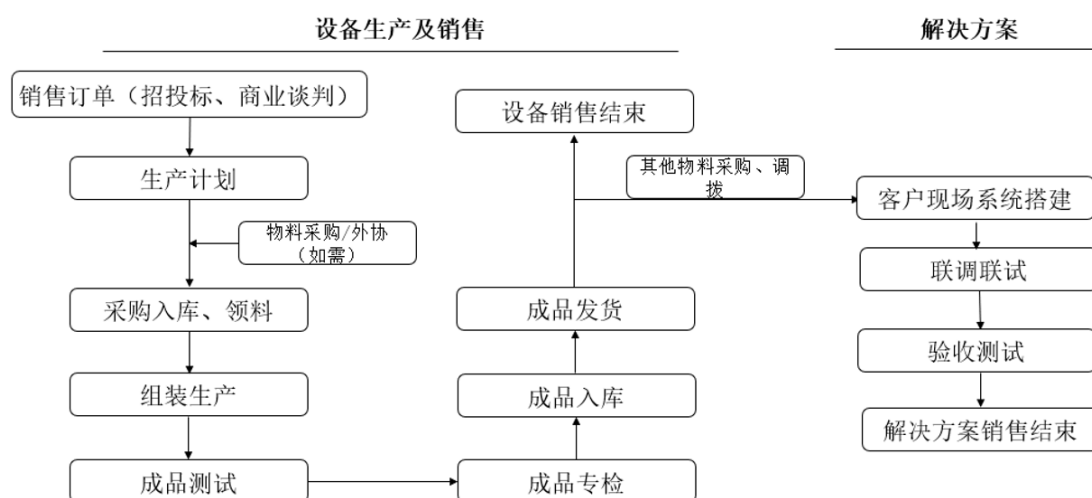 设备生产及销售
销售订单（招投标、商业谈判）
生产计划
物料采购/外协
（如需）
采购入库、领料
组装生产
成品测试
成品专检
成品入库
成品发货
设备销售结束
其他物料采购、调
拨
解决方案
客户现场系统搭建
联调联试
验收测试
解决方案销售结束